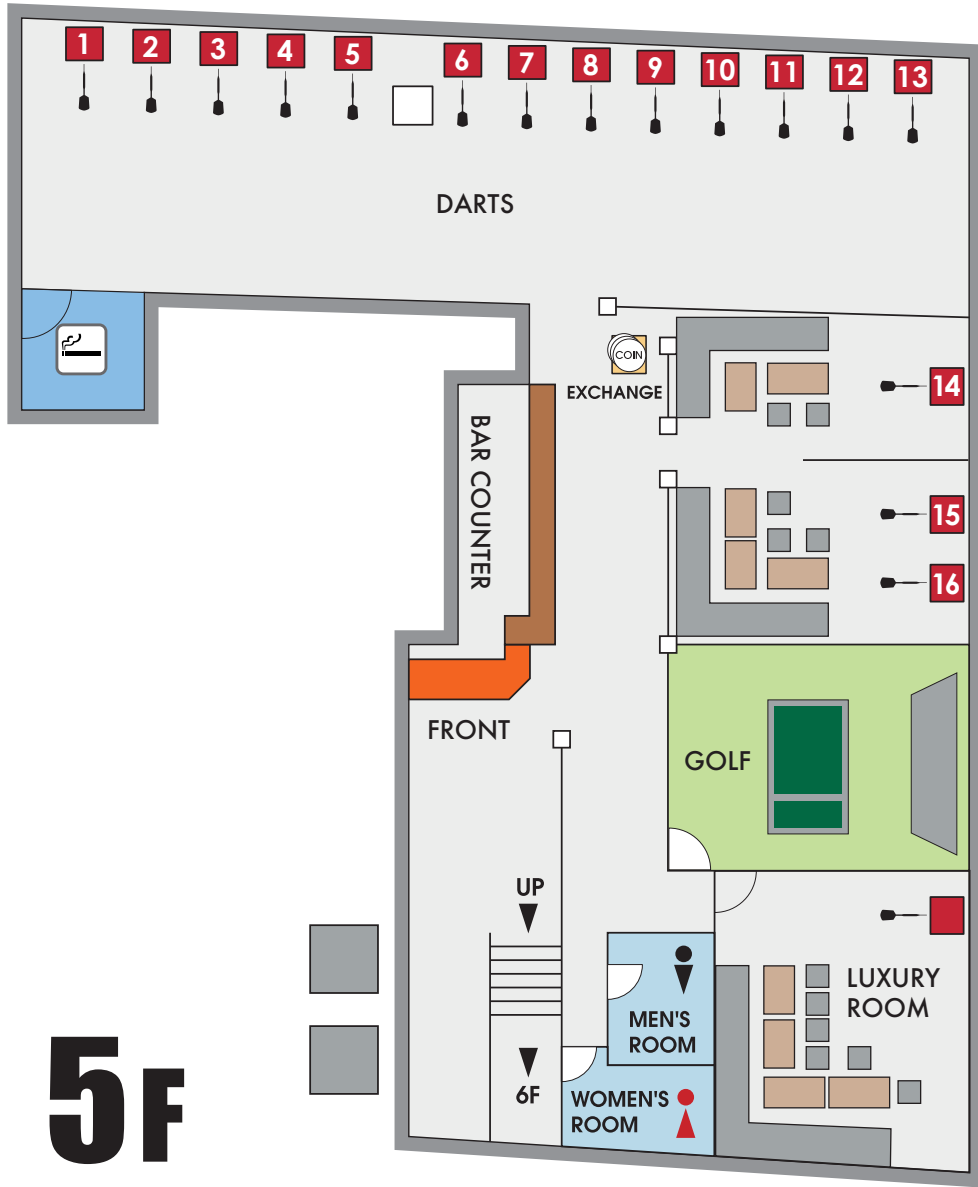 1
2
3
4
5
6
7
8
9
10
11
12
13
DARTS
COIN
EXCHANGE
14
BAR COUNTER
15
16
FRONT
GOLF
UP
LUXURY
ROOM
MEN'S
ROOM
6F
WOMEN'S
ROOM
5F